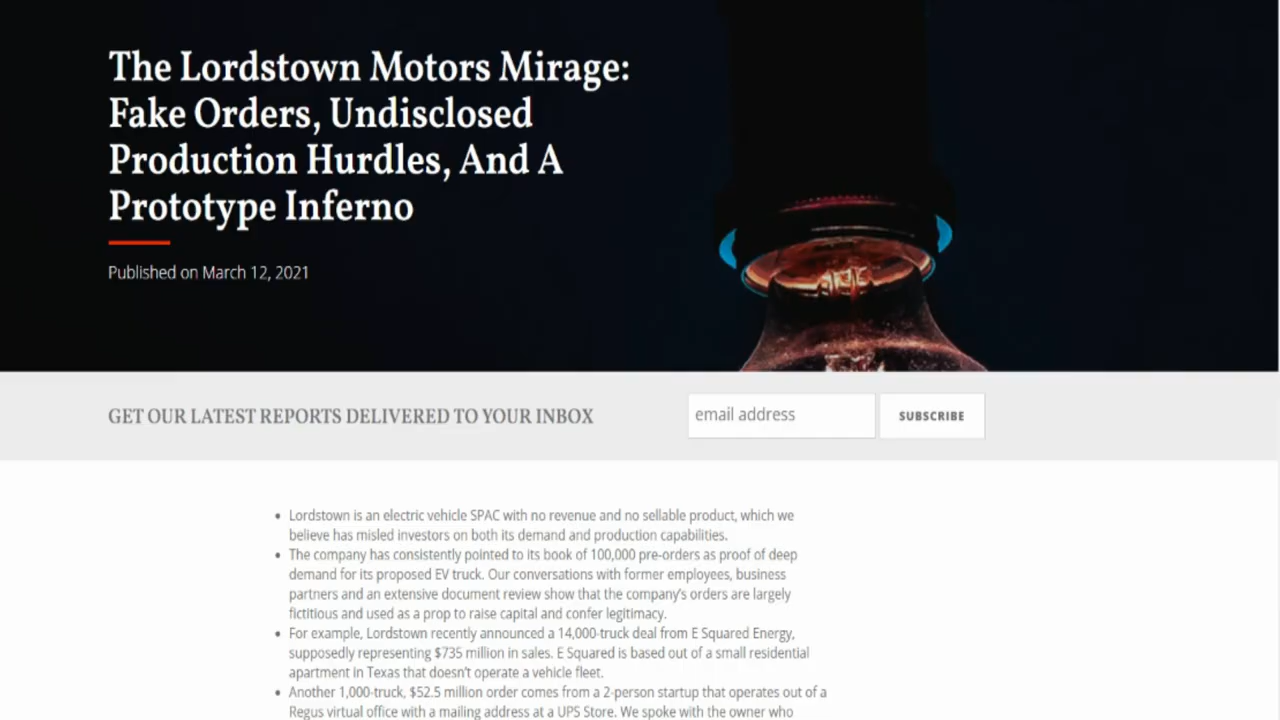 The Lordstown Motors Mirage:
Fake Orders, Undisclosed
Production Hurdles, And A
Prototype Inferno
Published on March 12, 2021
GET OUR LATEST REPORTS DELIVERED TO YOUR INBOX
email address
SUBSCRIBE
• Lordstown is an electric vehicle SPAC with no revenue and no sellable product, which we
believe has misled investors on both its demand and production capabilities.
• The company has consistently pointed to its book of 100,000 pre-orders as proof of deep
demand for its proposed EV truck. Our conversations with former employees, business
partners and an extensive document review show that the company's orders are largely
fictitious and used as a prop to raise capital and confer legitimacy.
• For example, Lordstown recently announced a 14,000-truck deal from E Squared Energy,
supposedly representing $735 million in sales. E Squared is based out of a small residential
apartment in Texas that doesn't operate a vehicle fleet.
• Another 1,000-truck, $52.5 million order comes from a 2-person startup that operates out of a
Regus virtual office with a mailing address at a UPS Store. We spoke with the owner who